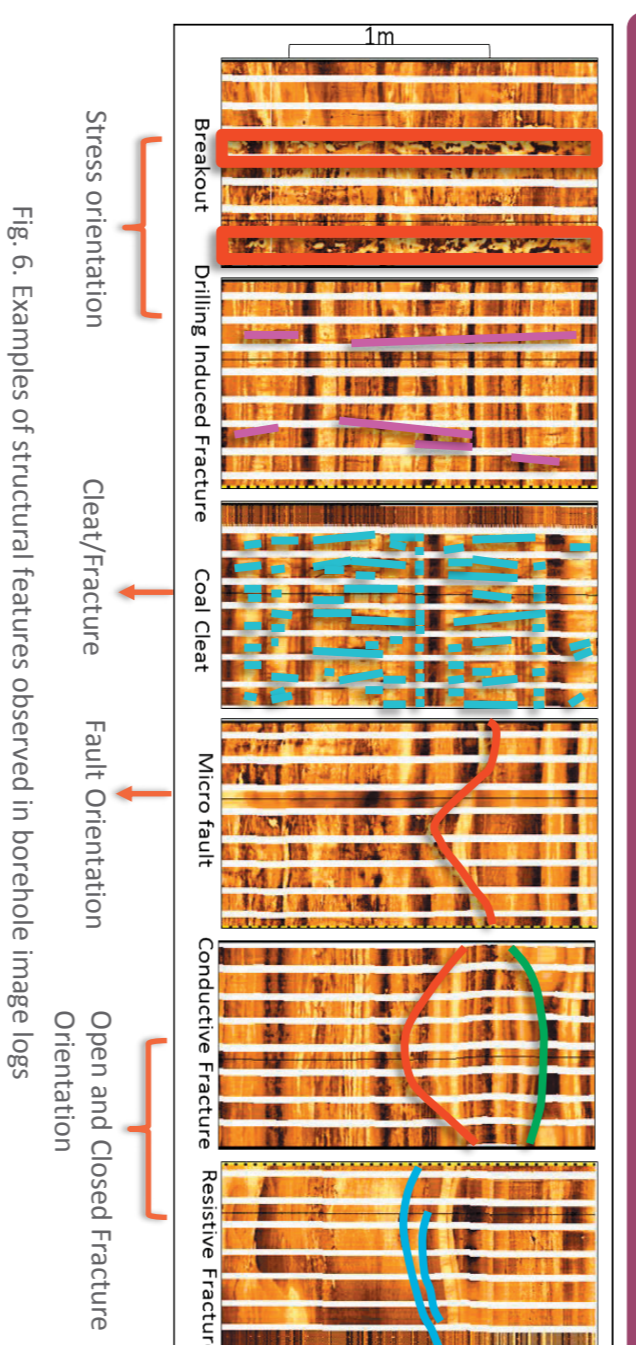 1m
Breakout
Drilling Induced Fracture
Coal Cleat
Micro fault
Conductive Fracture
Resistive Fracture
Stress orientation
Cleat/Fracture
Fault Orientation
Open and Closed Fracture
Orientation
Fig. 6. Examples of structural features observed in borehole image logs